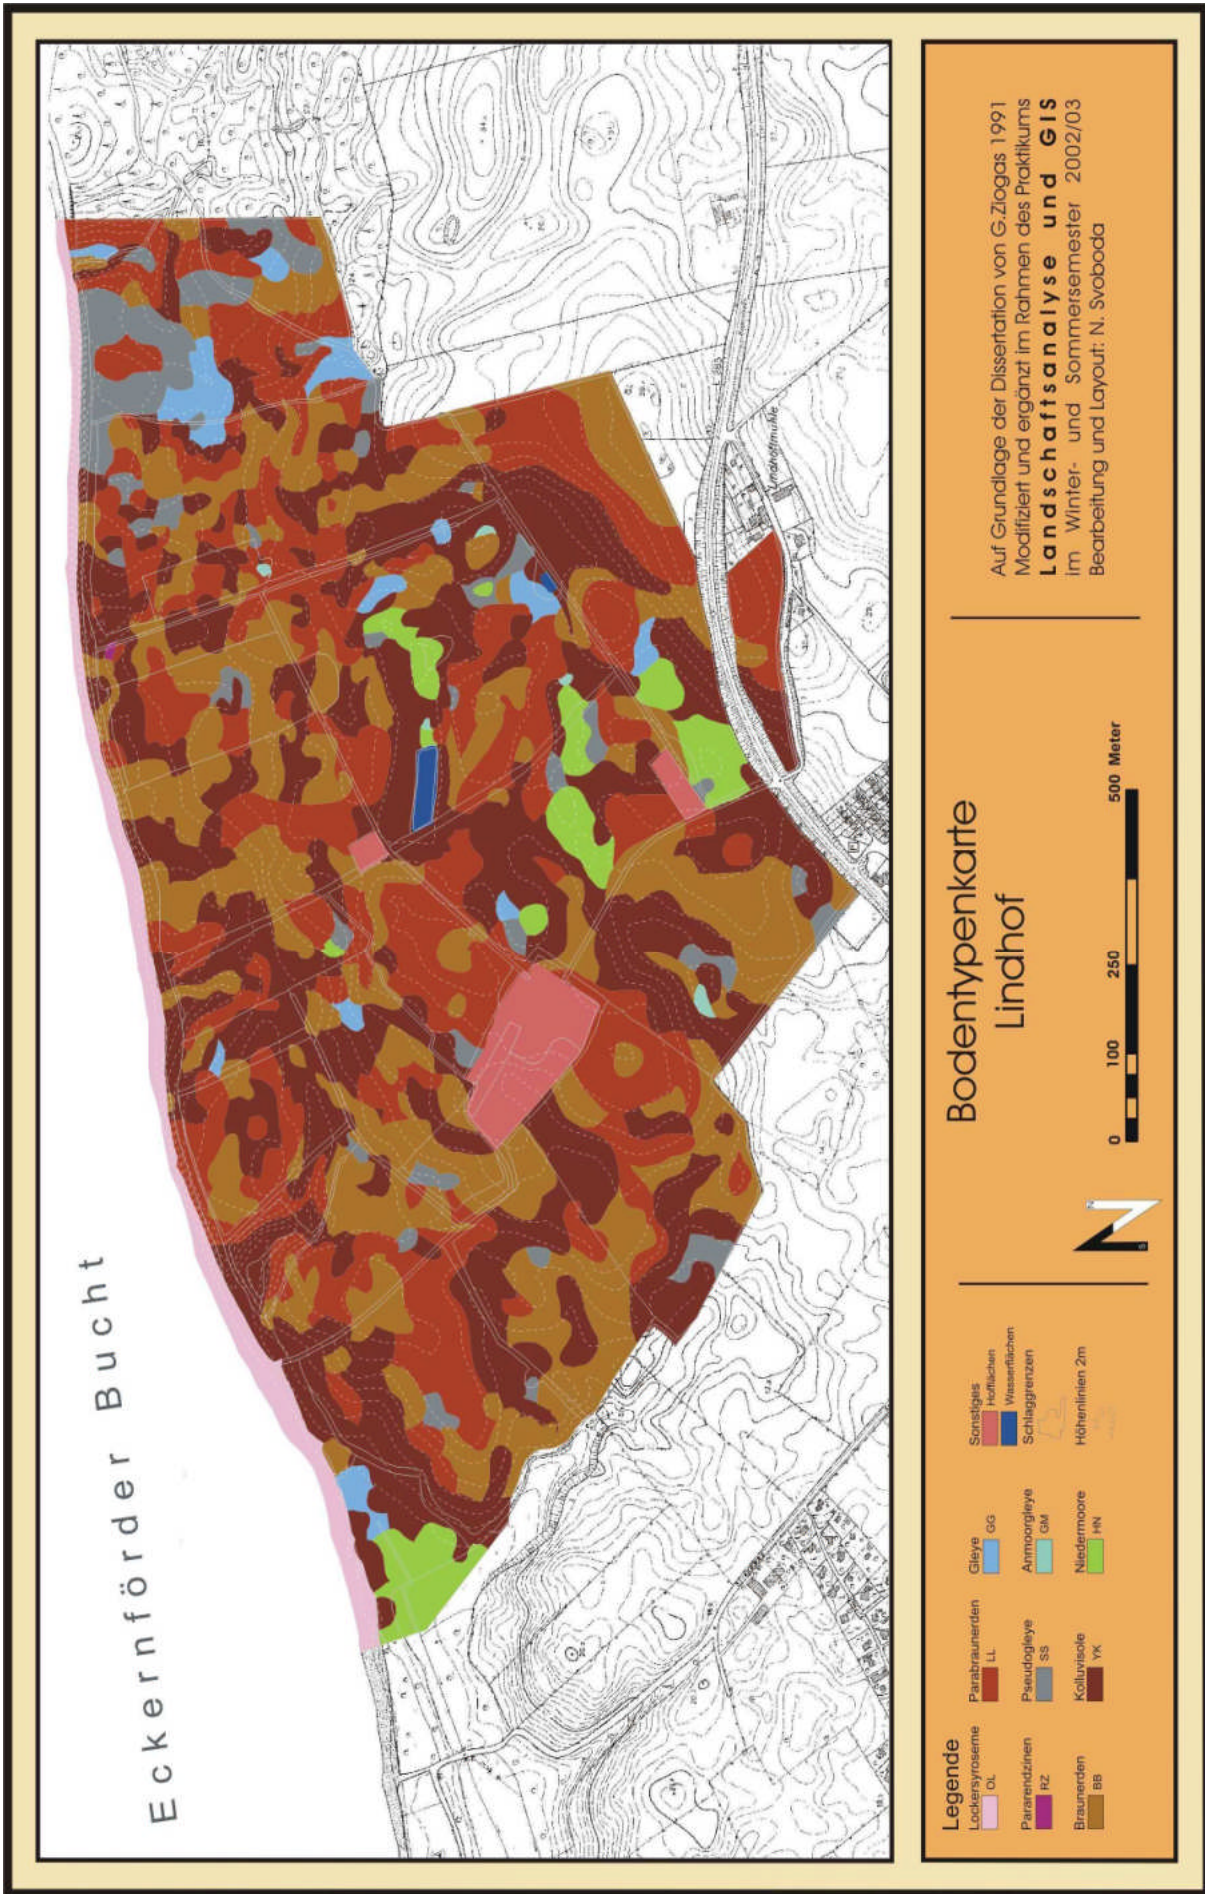 Eckernförder Bucht
Lindhoftmühle
L 285
Legende
Lockersyroseme
OL
Pararendzinen
RZ
Braunerden
BB
Parabraunerden
LL
Pseudogleye
SS
Kolluvisole
YK
Gleye
GG
Anmoorgleye
GM
Niedermoore
HN
Sonstiges
Hofflächen
Wasserflächen
Schlaggrenzen
Höhenlinien 2m
N
S
0 100 250 500 Meter
Bodentypenkarte
Lindhof
Auf Grundlage der Dissertation von G.Ziogas 1991
Modifiziert und ergänzt im Rahmen des Praktikums
Landschaftsanalyse und GIS
im Winter- und Sommersemester 2002/03
Bearbeitung und Layout: N. Svoboda